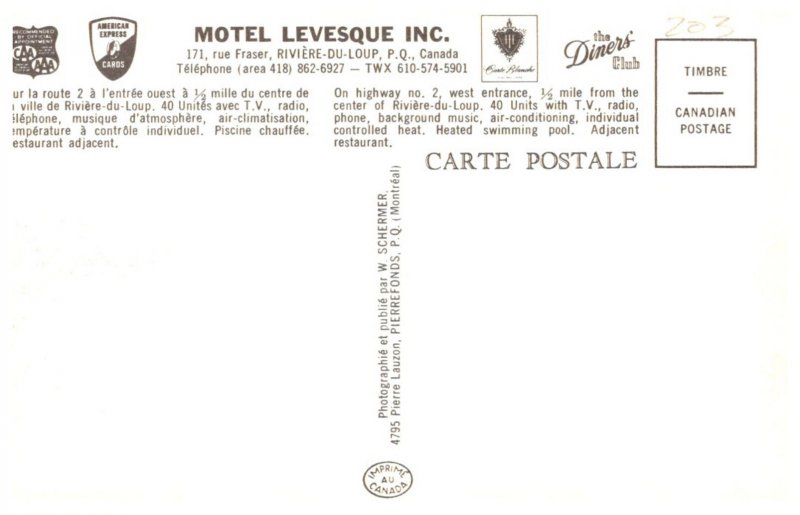 RECOMMENDED
BY OFFICIAL
APPOINTMENT
CAA AAA
AMERICAN
EXPRESS
CARDS
MOTEL LEVESQUE INC.
171, rue Fraser, RIVIÈRE-DU-LOUP, P.Q., Canada
Téléphone (area 418) 862-6927 — TWX 610-574-5901
Carte Blanche
the
Diners'
Club
203
TIMBRE
CANADIAN
POSTAGE
ur la route 2 à l'entrée ouest à ½ mille du centre de
ville de Rivière-du-Loup. 40 Unités avec T.V., radio,
éléphone, musique d'atmosphère, air-climatisation,
empérature à contrôle individuel. Piscine chauffée.
estaurant adjacent.
On highway no. 2, west entrance, ½ mile from the
center of Rivière-du-Loup. 40 Units with T.V., radio,
phone, background music, air-conditioning, individual
controlled heat. Heated swimming pool. Adjacent
restaurant.
CARTE POSTALE
Photographié et publié par W. SCHERMER,
4795 Pierre Lauzon, PIERREFONDS, P.Q. (Montréal)
IMPRIMÉ
AU
CANADA